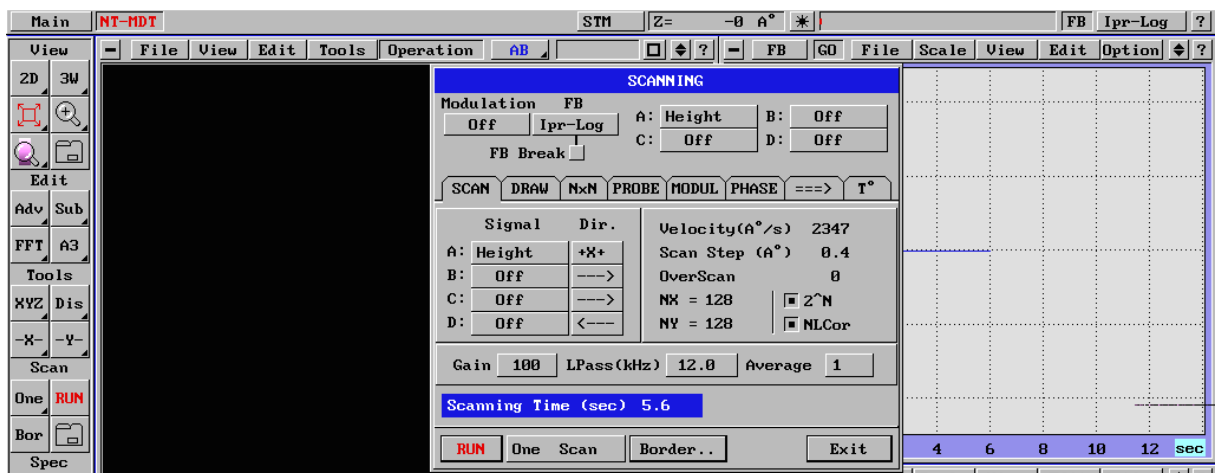 Main NT-MDT STM Z= -0 A° FB Ipr-Log ?
View - File View Edit Tools Operation AB ? - FB GO File Scale View Edit Option ?
2D 3W
SCANNING
Modulation FB
Off Ipr-Log A: Height B: Off
FB Break C: Off D: Off
Edit
SCAN DRAW NxN PROBE MODUL PHASE ===> T°
Adv Sub
Signal Dir. Velocity(A°/s) 2347
FFT A3 A: Height +X+ Scan Step (A°) 0.4
Tools B: Off ---> OverScan 0
XYZ Dis C: Off ---> NX = 128 2^N
-X- -Y- D: Off <--- NY = 128 NLCor
Scan Gain 100 LPass(kHz) 12.0 Average 1
One RUN Scanning Time (sec) 5.6
Bor RUN One Scan Border.. Exit 4 6 8 10 12 sec
Spec